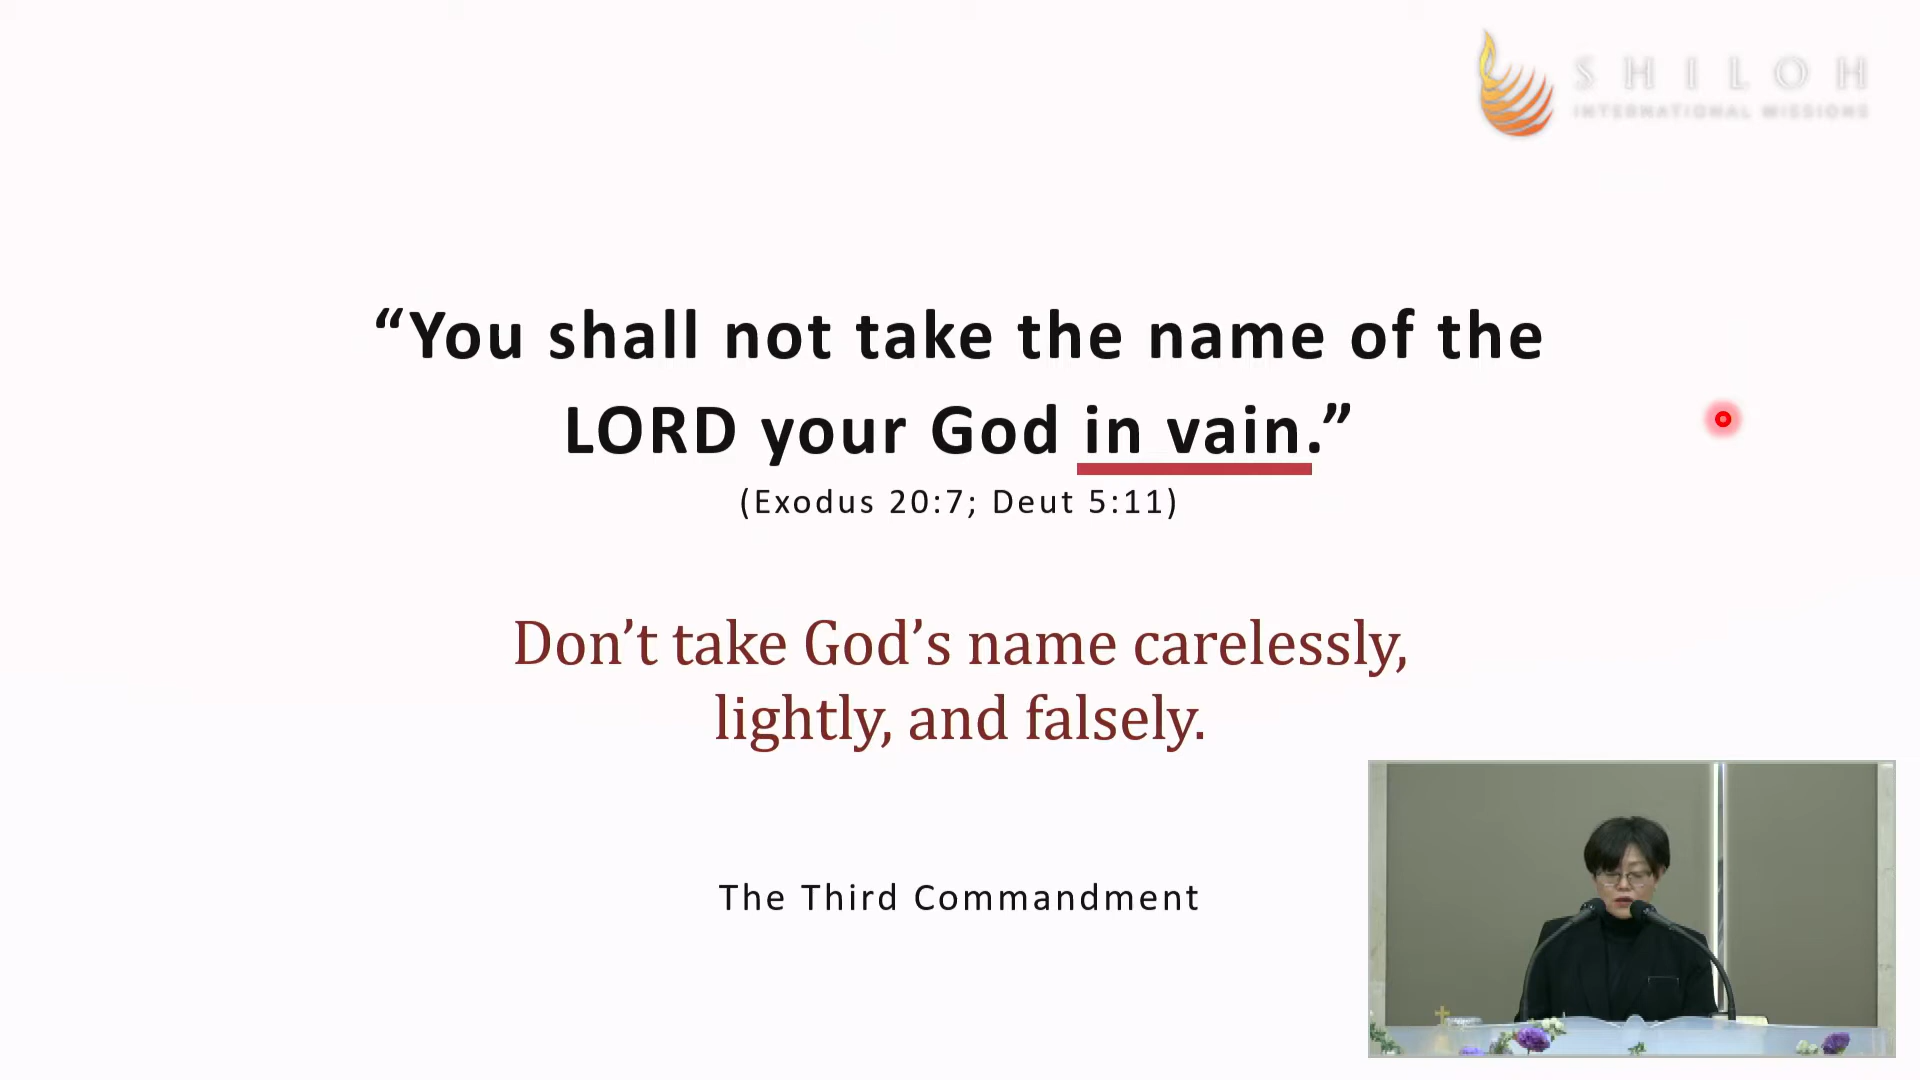 SHILOH
INTERNATIONAL MISSIONS
“You shall not take the name of the
LORD your God in vain.”
(Exodus 20:7; Deut 5:11)
Don’t take God’s name carelessly,
lightly, and falsely.
The Third Commandment